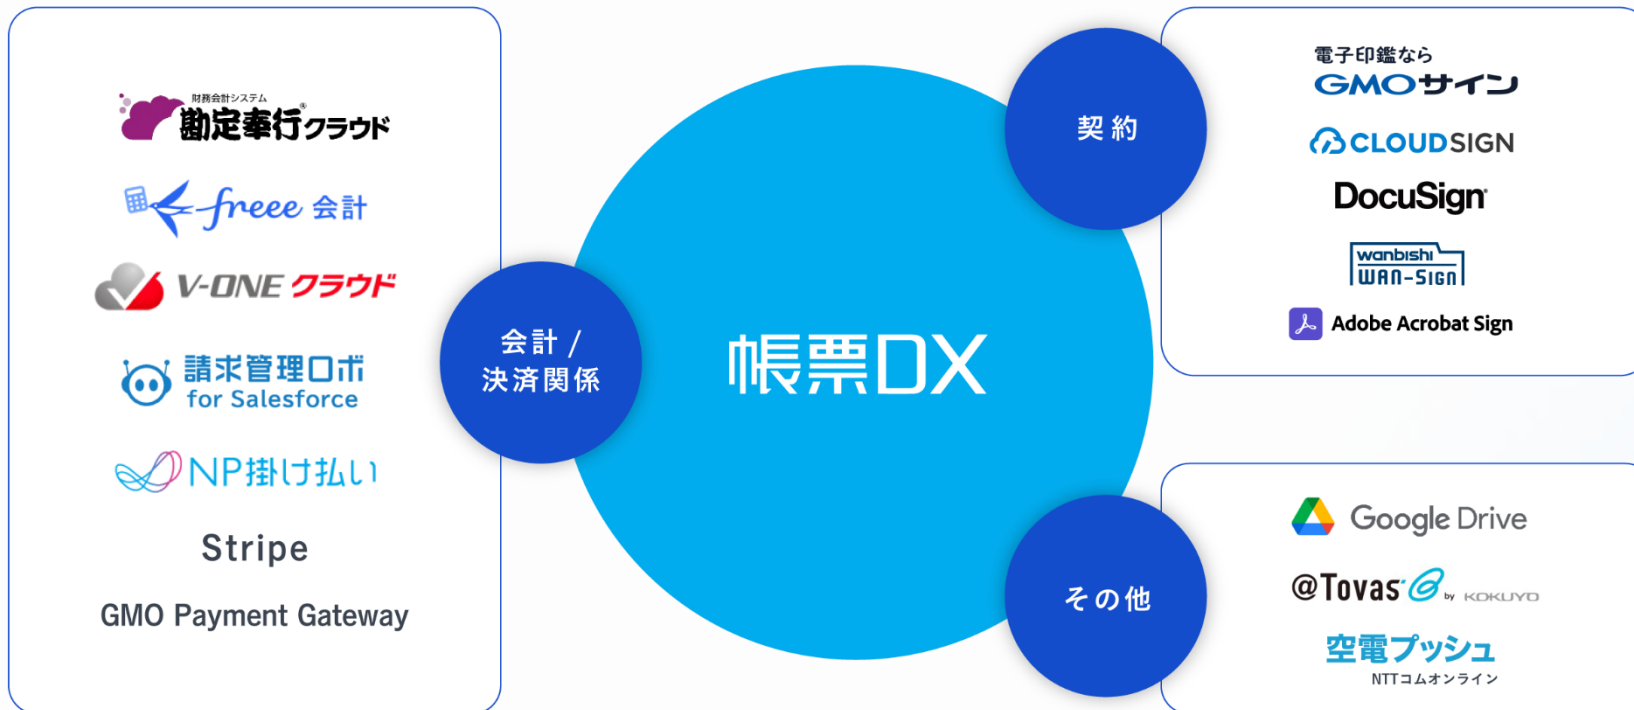 財務会計システム
勘定奉行®クラウド
freee 会計
V-ONE クラウド
請求管理ロボ
for Salesforce
NP掛け払い
Stripe
GMO Payment Gateway
会計 /
決済関係
帳票DX
契約
電子印鑑なら
GMOサイン
CLOUDSIGN
DocuSign
wanbishi
WAN-SIGN
Adobe Acrobat Sign
その他
Google Drive
@Tovas by KOKUYO
空電プッシュ
NTTコムオンライン